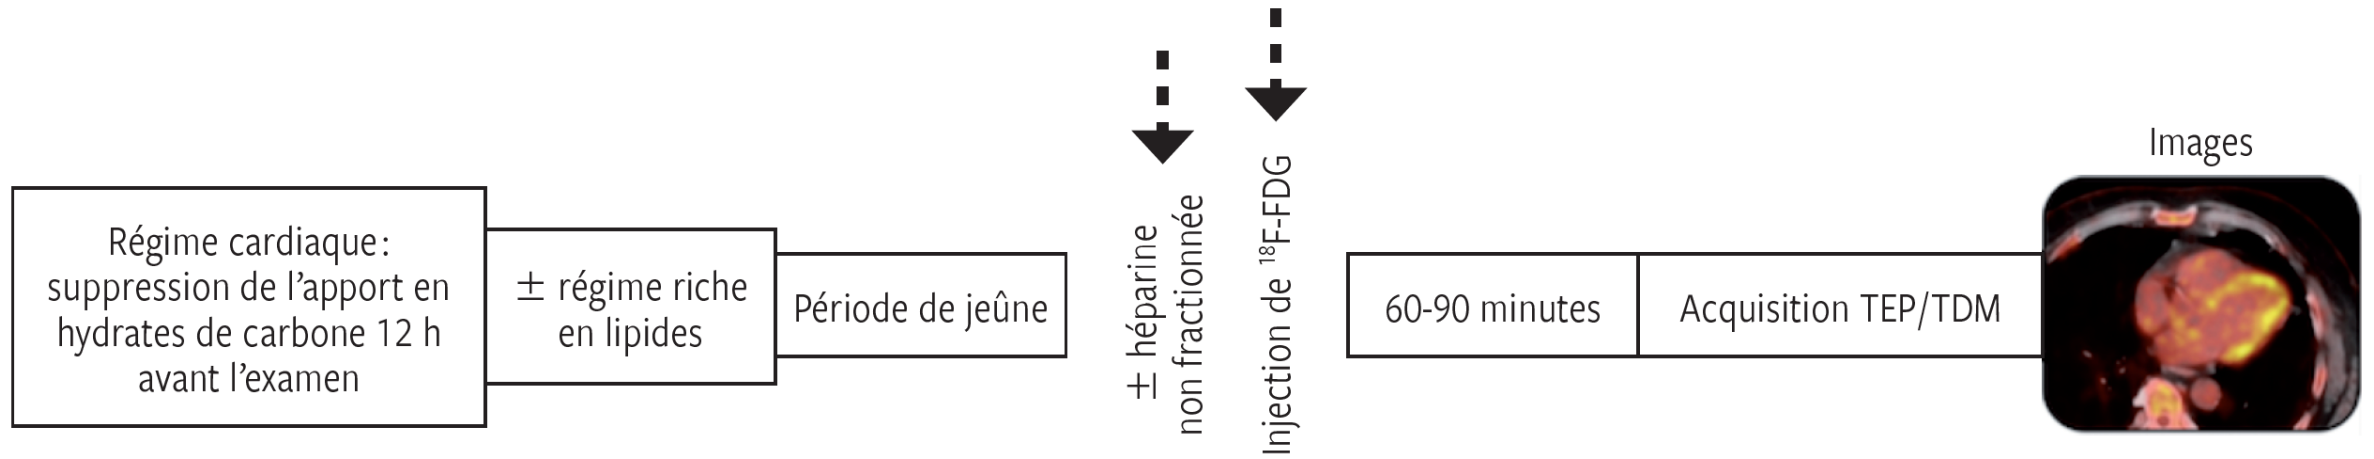 Régime cardiaque :
suppression de l'apport en
hydrates de carbone 12 h
avant l'examen
± régime riche
en lipides
Période de jeûne
± héparine
non fractionnée
Injection de ¹⁸F-FDG
60-90 minutes
Acquisition TEP/TDM
Images